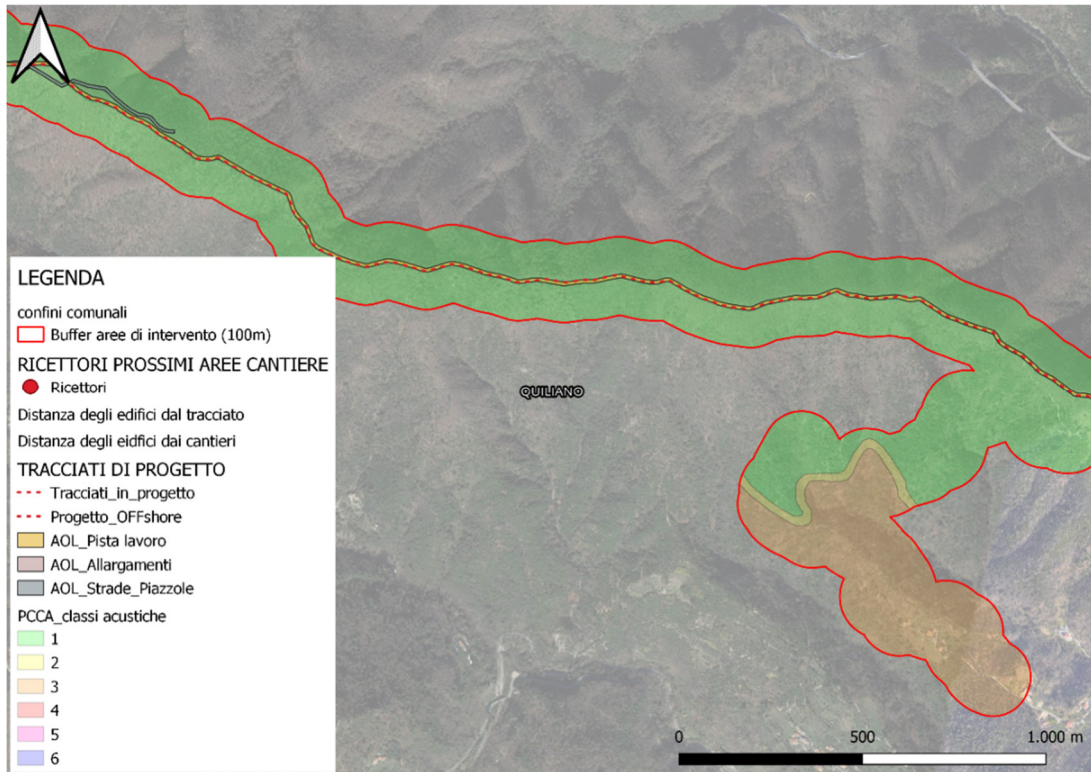 LEGENDA
confini comunali
Buffer aree di intervento (100m)
RICETTORI PROSSIMI AREE CANTIERE
Ricettori
Distanza degli edifici dal tracciato
Distanza degli eidfici dai cantieri
TRACCIATI DI PROGETTO
Tracciati_in_progetto
Progetto_OFFshore
AOL_Pista lavoro
AOL_Allargamenti
AOL_Strade_Piazzole
PCCA_classi acustiche
1
2
3
4
5
6
QUILIANO
0 500 1.000 m